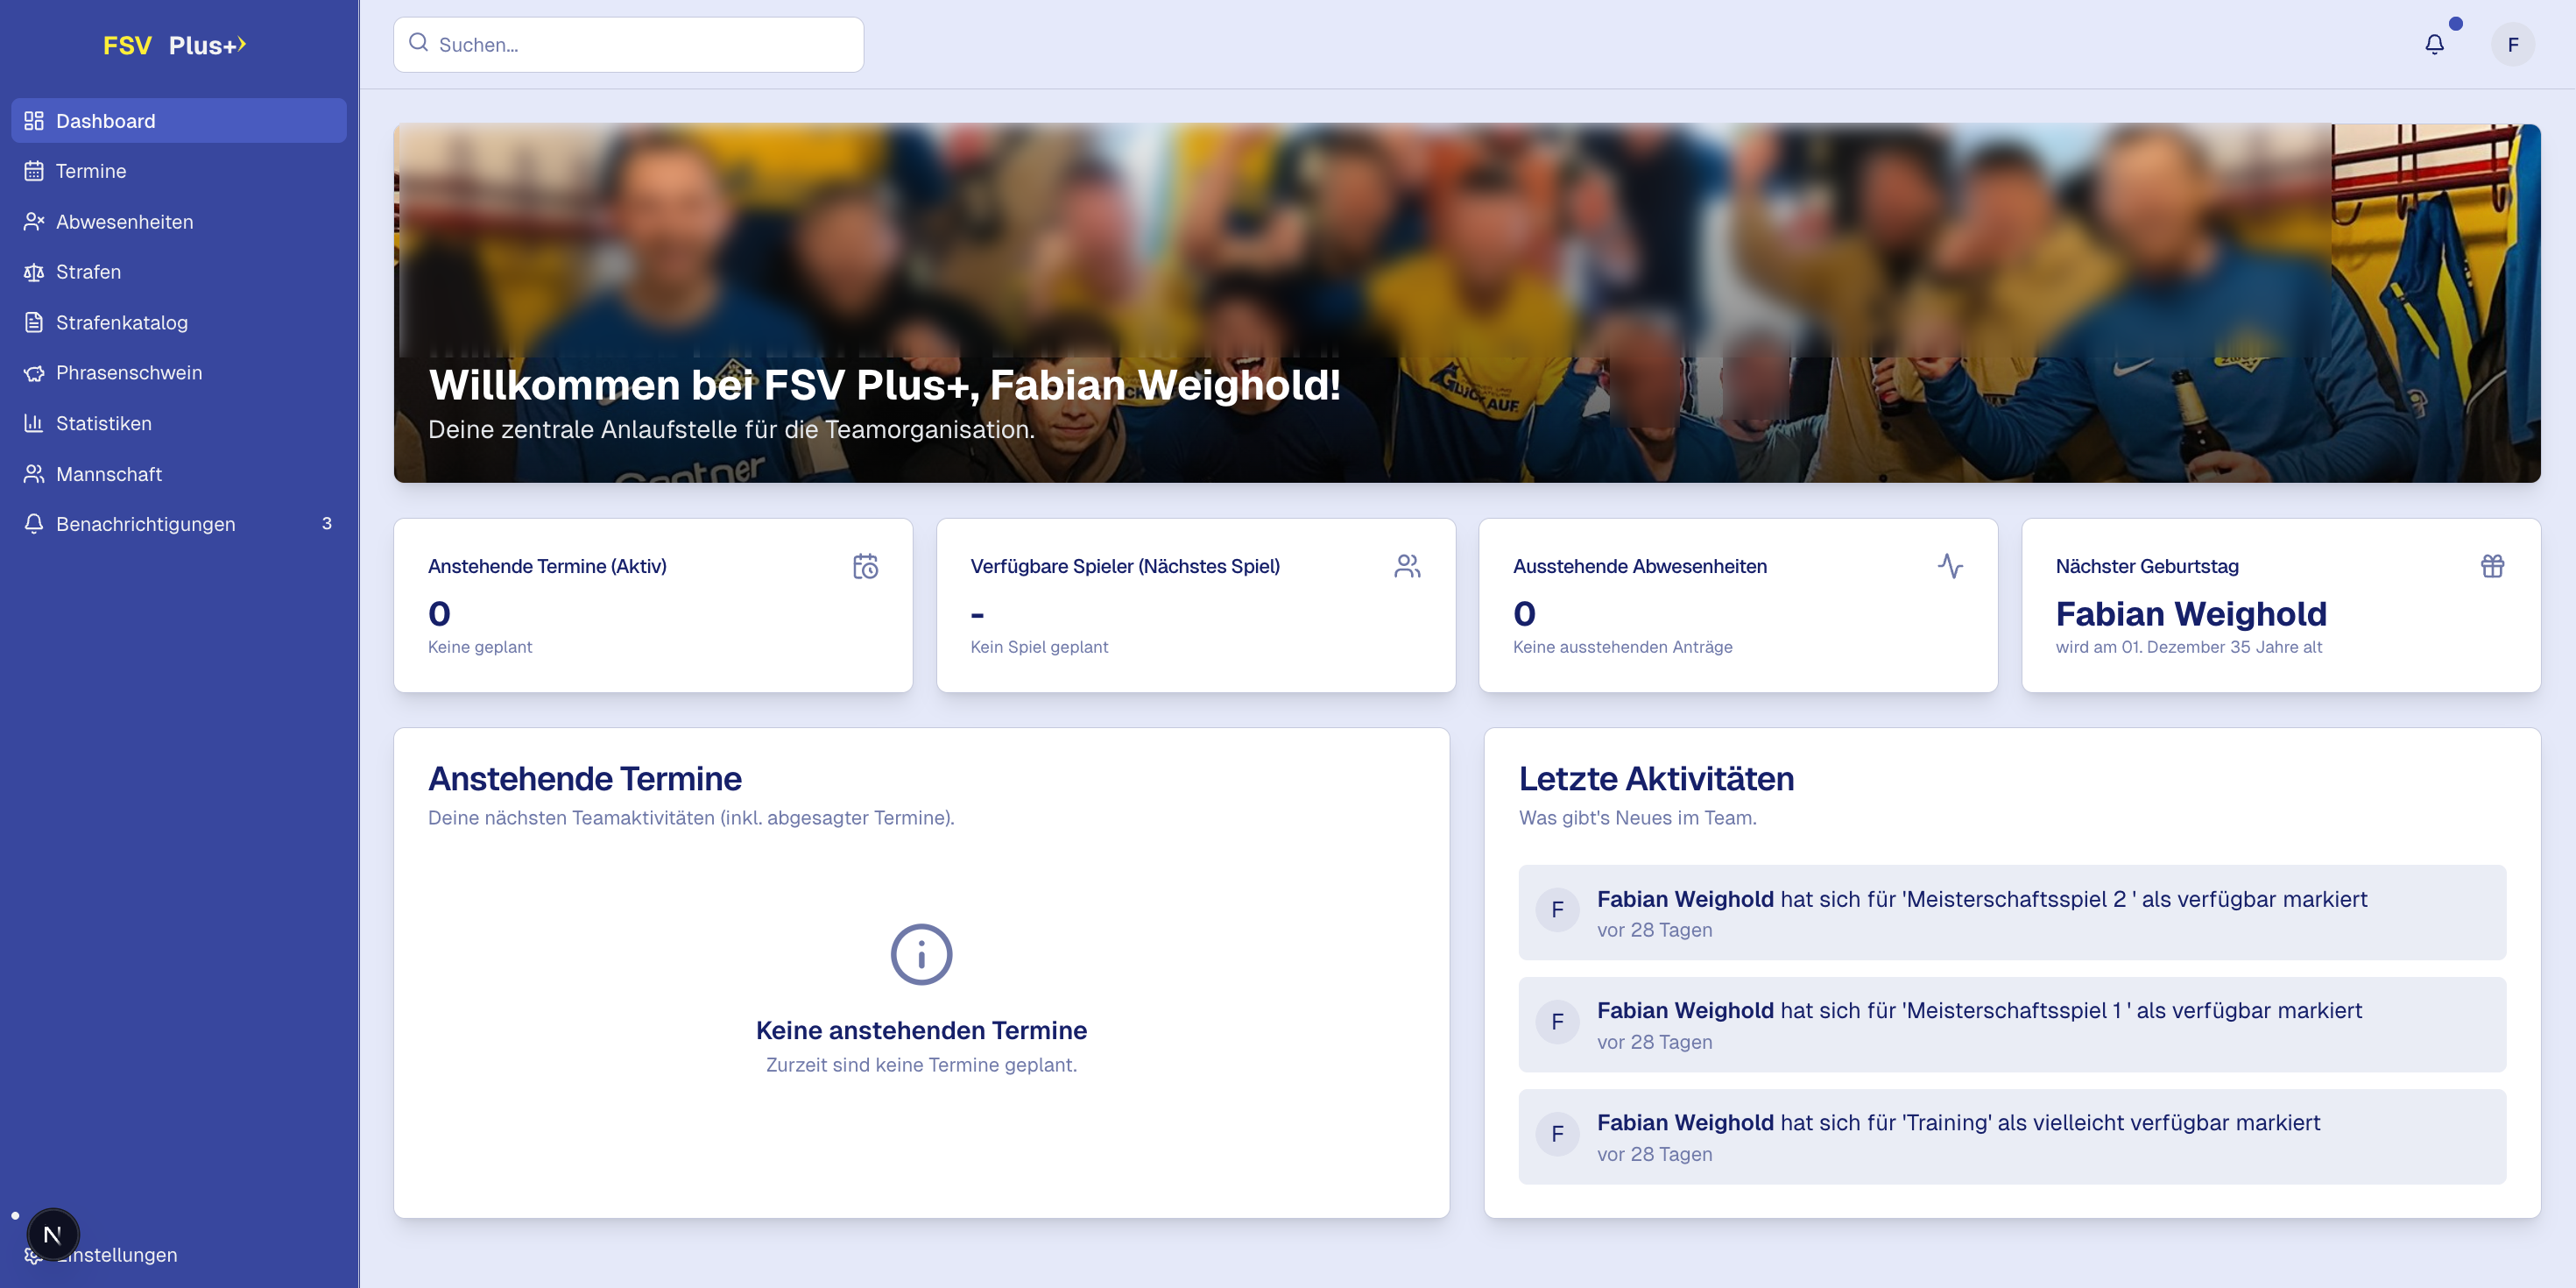 FSV Plus+
Suchen...
F
Dashboard
Termine
Abwesenheiten
Strafen
Strafenkatalog
Phrasenschwein
Statistiken
Mannschaft
Benachrichtigungen 3
Einstellungen
N
GLÜCK AUF
Willkommen bei FSV Plus+, Fabian Weighold!
Deine zentrale Anlaufstelle für die Teamorganisation.
Anstehende Termine (Aktiv)
0
Keine geplant
Verfügbare Spieler (Nächstes Spiel)
-
Kein Spiel geplant
Ausstehende Abwesenheiten
0
Keine ausstehenden Anträge
Nächster Geburtstag
Fabian Weighold
wird am 01. Dezember 35 Jahre alt
Anstehende Termine
Deine nächsten Teamaktivitäten (inkl. abgesagter Termine).
Keine anstehenden Termine
Zurzeit sind keine Termine geplant.
Letzte Aktivitäten
Was gibt's Neues im Team.
F
Fabian Weighold hat sich für 'Meisterschaftsspiel 2 ' als verfügbar markiert
vor 28 Tagen
F
Fabian Weighold hat sich für 'Meisterschaftsspiel 1 ' als verfügbar markiert
vor 28 Tagen
F
Fabian Weighold hat sich für 'Training' als vielleicht verfügbar markiert
vor 28 Tagen